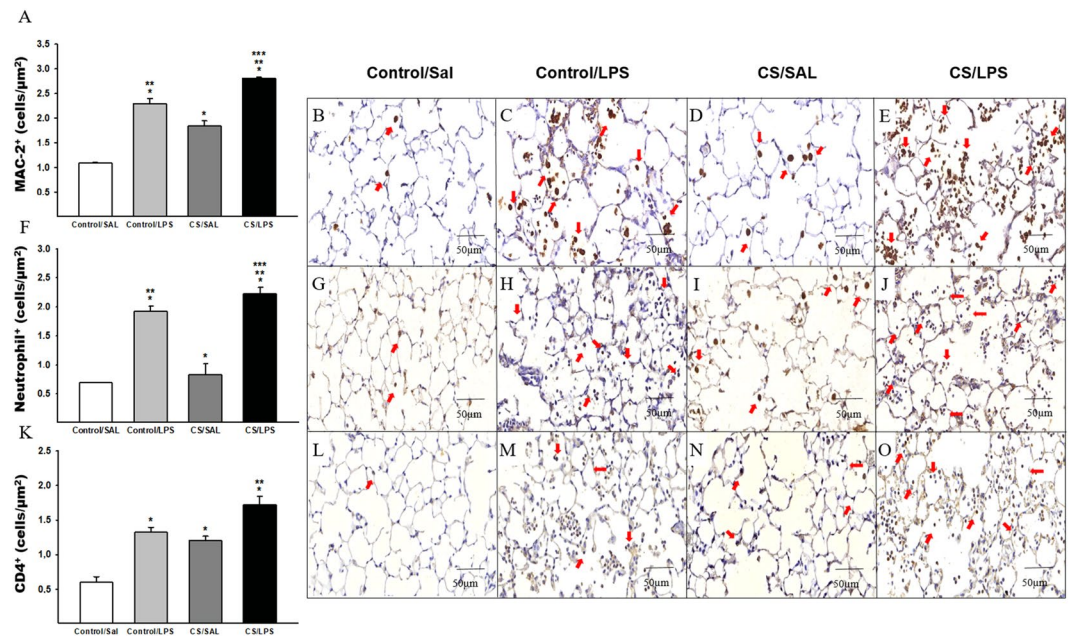 A
MAC-2⁺ (cells/µm²)
3,5
3.0
2.5
2.0
1.5
1.0
0.5
***
**
*
**
*
*
Control/SAL Control/LPS CS/SAL CS/LPS
F
Neutrophil⁺ (cells/µm²)
3.0
2.5
2.0
1.5
1.0
0.5
***
**
*
**
*
*
Control/SAL Control/LPS CS/SAL CS/LPS
K
CD4⁺ (cells/µm²)
2.5
2.0
1.5
1,0
0,5
**
*
*
*
Control/Sal Control/LPS CS/SAL CS/LPS
Control/Sal Control/LPS CS/SAL CS/LPS
B C D E
50µm 50µm 50µm 50µm
G H I J
50µm 50µm 50µm 50µm
L M N O
50µm 50µm 50µm 50µm